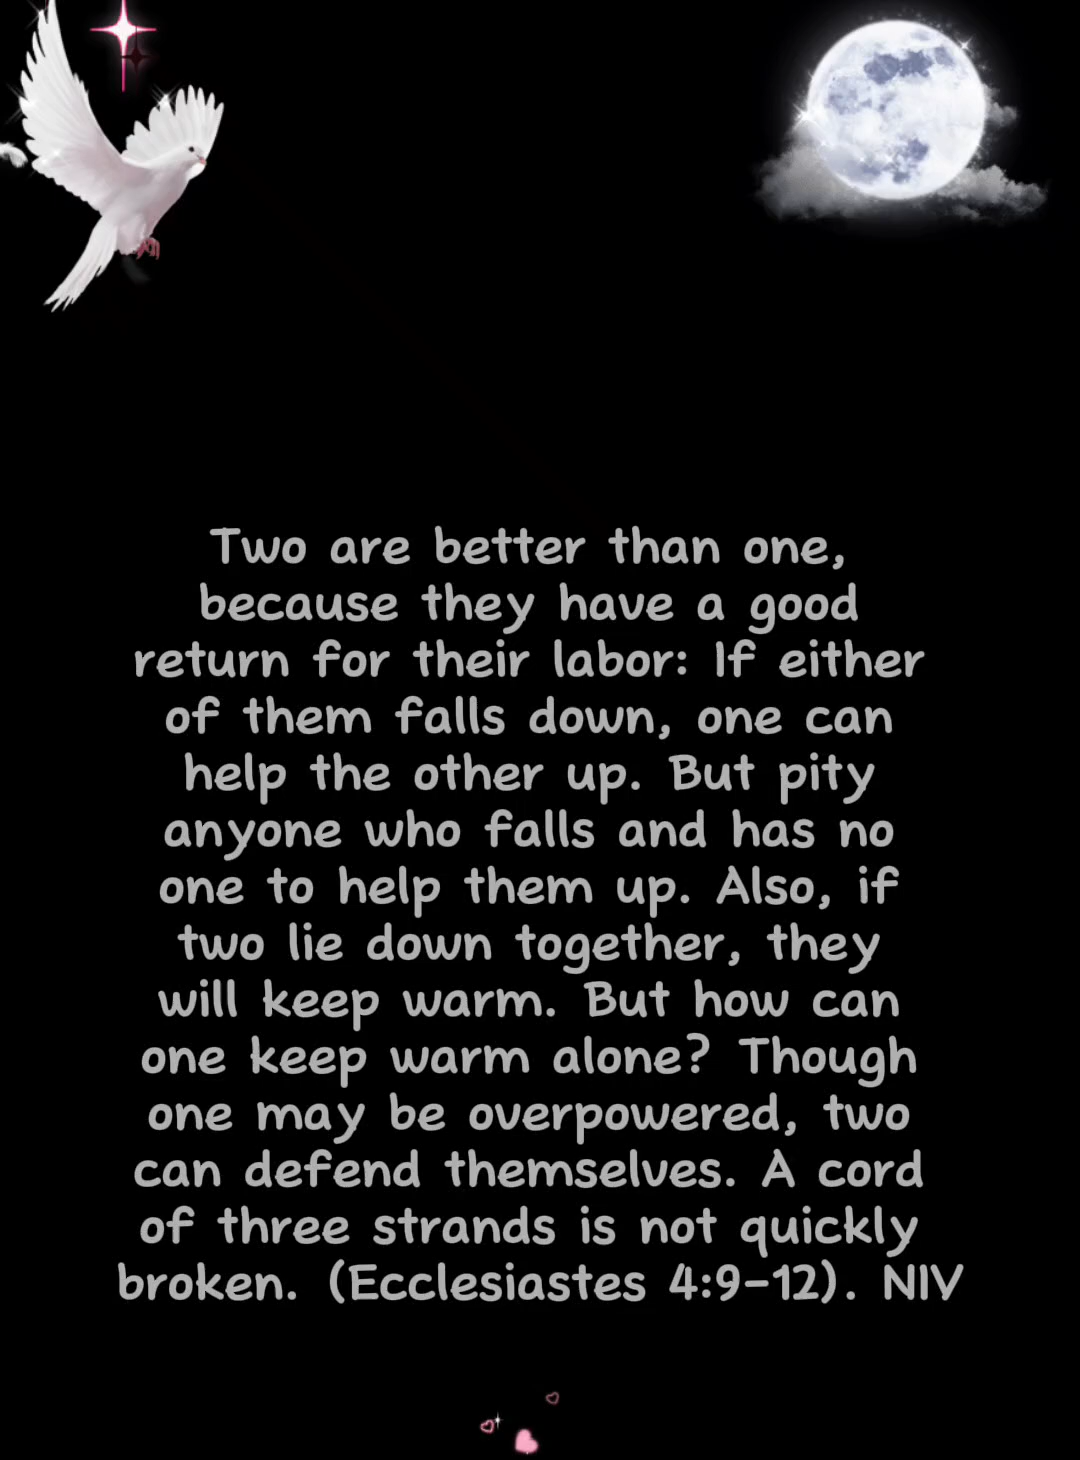 Two are better than one,
because they have a good
return for their labor: If either
of them falls down, one can
help the other up. But pity
anyone who falls and has no
one to help them up. Also, if
two lie down together, they
will keep warm. But how can
one keep warm alone? Though
one may be overpowered, two
can defend themselves. A cord
of three strands is not quickly
broken. (Ecclesiastes 4:9-12). NIV